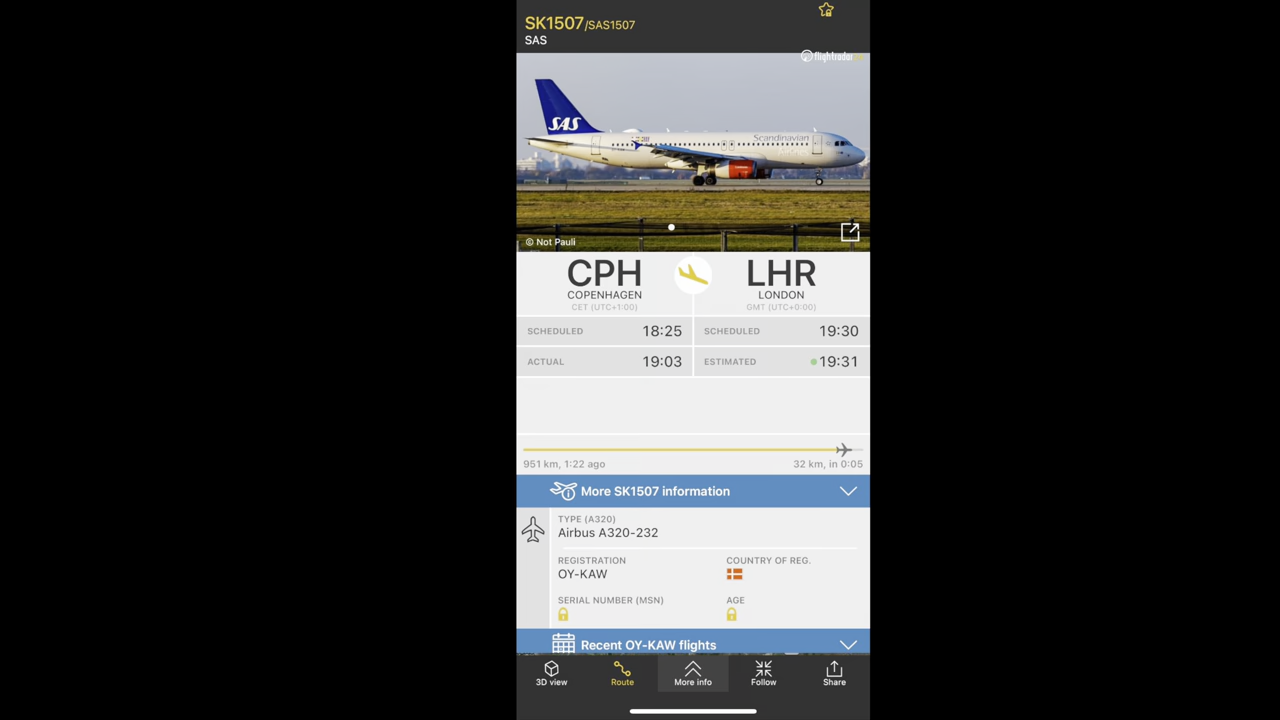 SK1507/SAS1507
SAS
flightradar24
SAS
Scandinavian
© Not Pauli
CPH
COPENHAGEN
CET (UTC+1:00)
LHR
LONDON
GMT (UTC+0:00)
SCHEDULED 18:25
SCHEDULED 19:30
ACTUAL 19:03
ESTIMATED 19:31
951 km, 1:22 ago
32 km, in 0:05
More SK1507 information
TYPE (A320)
Airbus A320-232
REGISTRATION
COUNTRY OF REG.
OY-KAW
SERIAL NUMBER (MSN)
AGE
Recent OY-KAW flights
3D view
Route
More info
Follow
Share